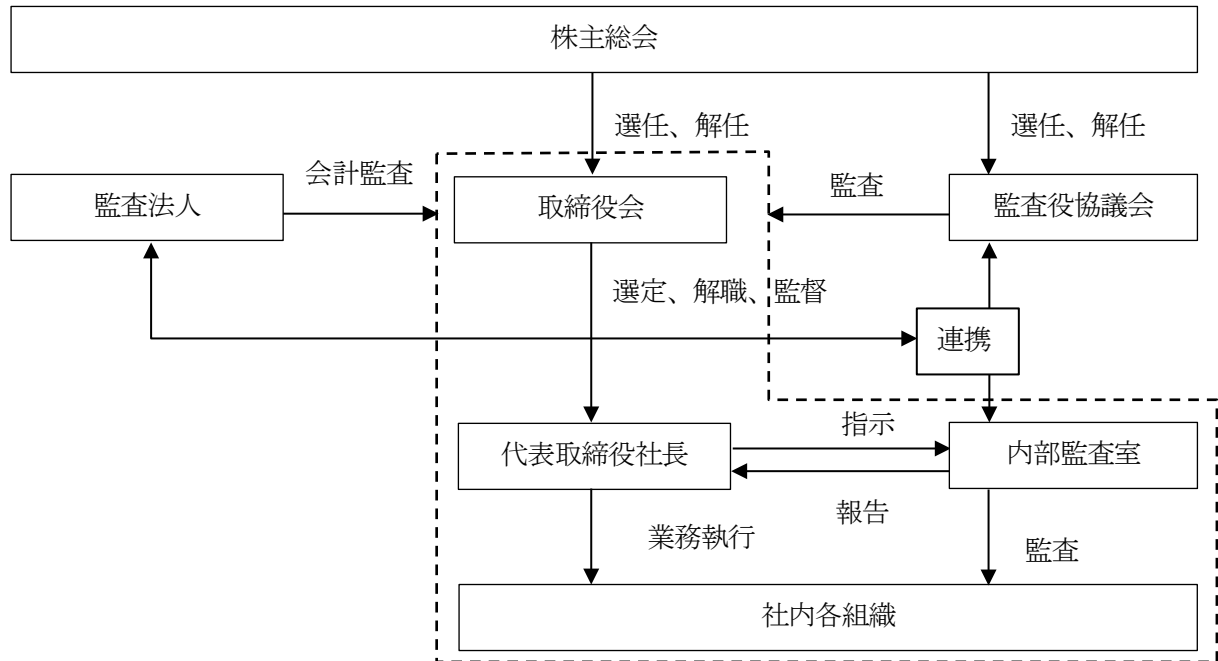 株主総会
選任、解任
選任、解任
会計監査
監査法人
取締役会
監査
監査役協議会
選定、解職、監督
連携
指示
代表取締役社長
内部監査室
報告
業務執行
監査
社内各組織